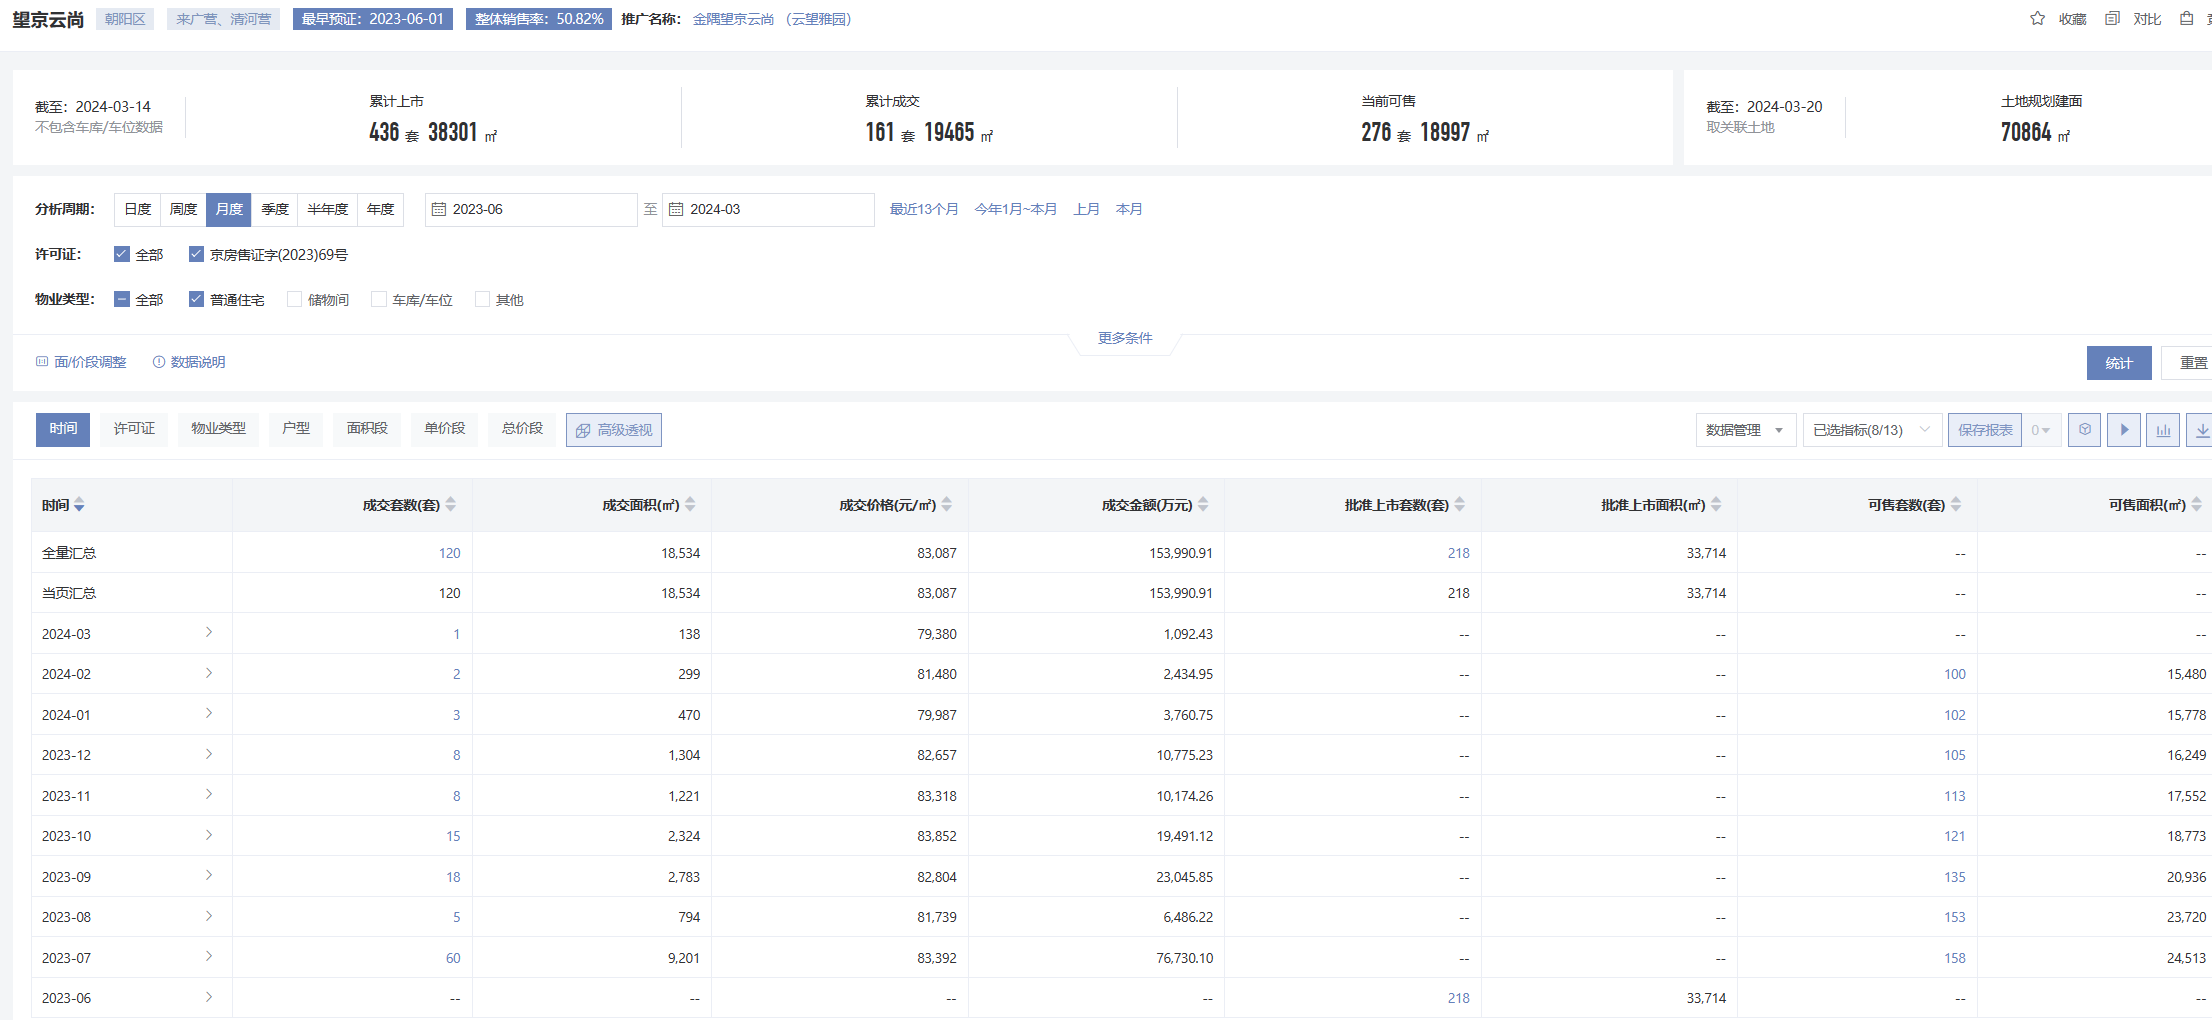 望京云尚 朝阳区 来广营、清河营 最早预证：2023-06-01 整体销售率：50.82% 推广名称： 金隅望京云尚 （云望雅园） 收藏 对比
截至：2024-03-14
不包含车库/车位数据
累计上市
436 套 38301 ㎡
累计成交
161 套 19465 ㎡
当前可售
276 套 18997 ㎡
截至：2024-03-20
取关联土地
土地规划建面
70864 ㎡
分析周期： 日度 周度 月度 季度 半年度 年度 2023-06 至 2024-03 最近13个月 今年1月~本月 上月 本月
许可证： 全部 京房售证字(2023)69号
物业类型： 全部 普通住宅 储物间 车库/车位 其他
更多条件
面/价段调整 数据说明 统计 重置
时间 许可证 物业类型 户型 面积段 单价段 总价段 高级透视 数据管理 已选指标(8/13) 保存报表 0
时间 成交套数(套) 成交面积(㎡) 成交价格(元/㎡) 成交金额(万元) 批准上市套数(套) 批准上市面积(㎡) 可售套数(套) 可售面积(㎡)
全量汇总 120 18,534 83,087 153,990.91 218 33,714 -- --
当页汇总 120 18,534 83,087 153,990.91 218 33,714 -- --
2024-03 1 138 79,380 1,092.43 -- -- -- --
2024-02 2 299 81,480 2,434.95 -- -- 100 15,480
2024-01 3 470 79,987 3,760.75 -- -- 102 15,778
2023-12 8 1,304 82,657 10,775.23 -- -- 105 16,249
2023-11 8 1,221 83,318 10,174.26 -- -- 113 17,552
2023-10 15 2,324 83,852 19,491.12 -- -- 121 18,773
2023-09 18 2,783 82,804 23,045.85 -- -- 135 20,936
2023-08 5 794 81,739 6,486.22 -- -- 153 23,720
2023-07 60 9,201 83,392 76,730.10 -- -- 158 24,513
2023-06 -- -- -- -- 218 33,714 -- --